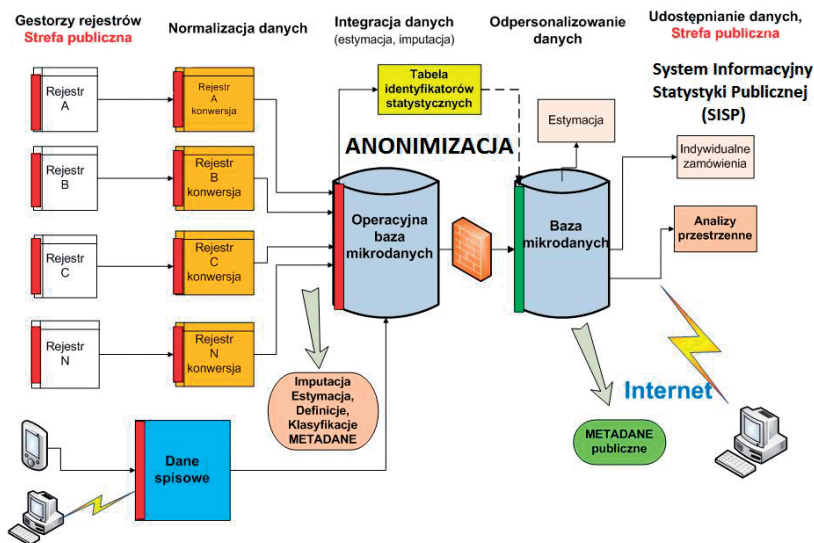 Gestorzy rejestrów
Strefa publiczna
Normalizacja danych
Integracja danych
(estymacja, imputacja)
Odpersonalizowanie
danych
Udostępnianie danych,
Strefa publiczna
System Informacyjny
Statystyki Publicznej
(SISP)
Rejestr
A
Rejestr
A
konwersja
Tabela
identyfikatorów
statystycznych
Estymacja
ANONIMIZACJA
Indywidualne
zamówienia
Rejestr
B
Rejestr
B
konwersja
Operacyjna
baza
mikrodanych
Baza
mikrodanych
Analizy
przestrzenne
Rejestr
C
Rejestr
C
konwersja
Rejestr
N
Rejestr
N
konwersja
Imputacja
Estymacja,
Definicje,
Klasyfikacje
METADANE
Internet
METADANE
publiczne
Dane
spisowe